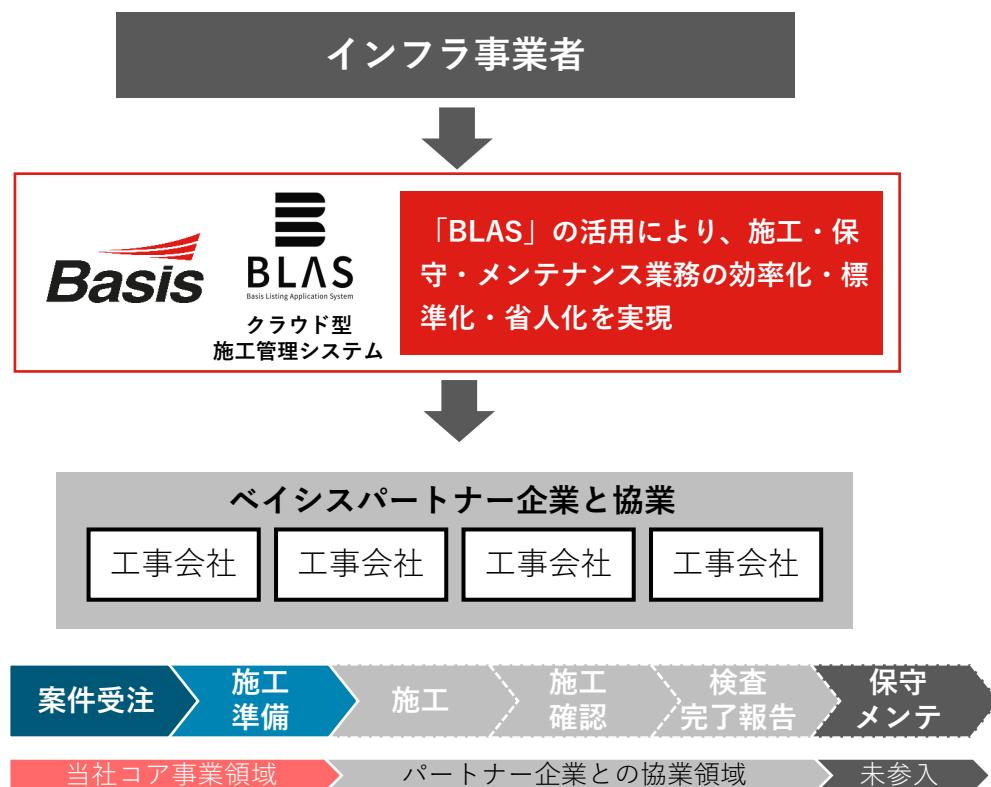 インフラ事業者
Basis
BLAS
Basis Listing Application System
クラウド型
施工管理システム
「BLAS」の活用により、施工・保
守・メンテナンス業務の効率化・標
準化・省人化を実現
ベイシスパートナー企業と協業
工事会社 工事会社 工事会社 工事会社
案件受注
施工
準備
施工
施工
確認
検査
完了報告
保守
メンテ
当社コア事業領域 パートナー企業との協業領域 未参入